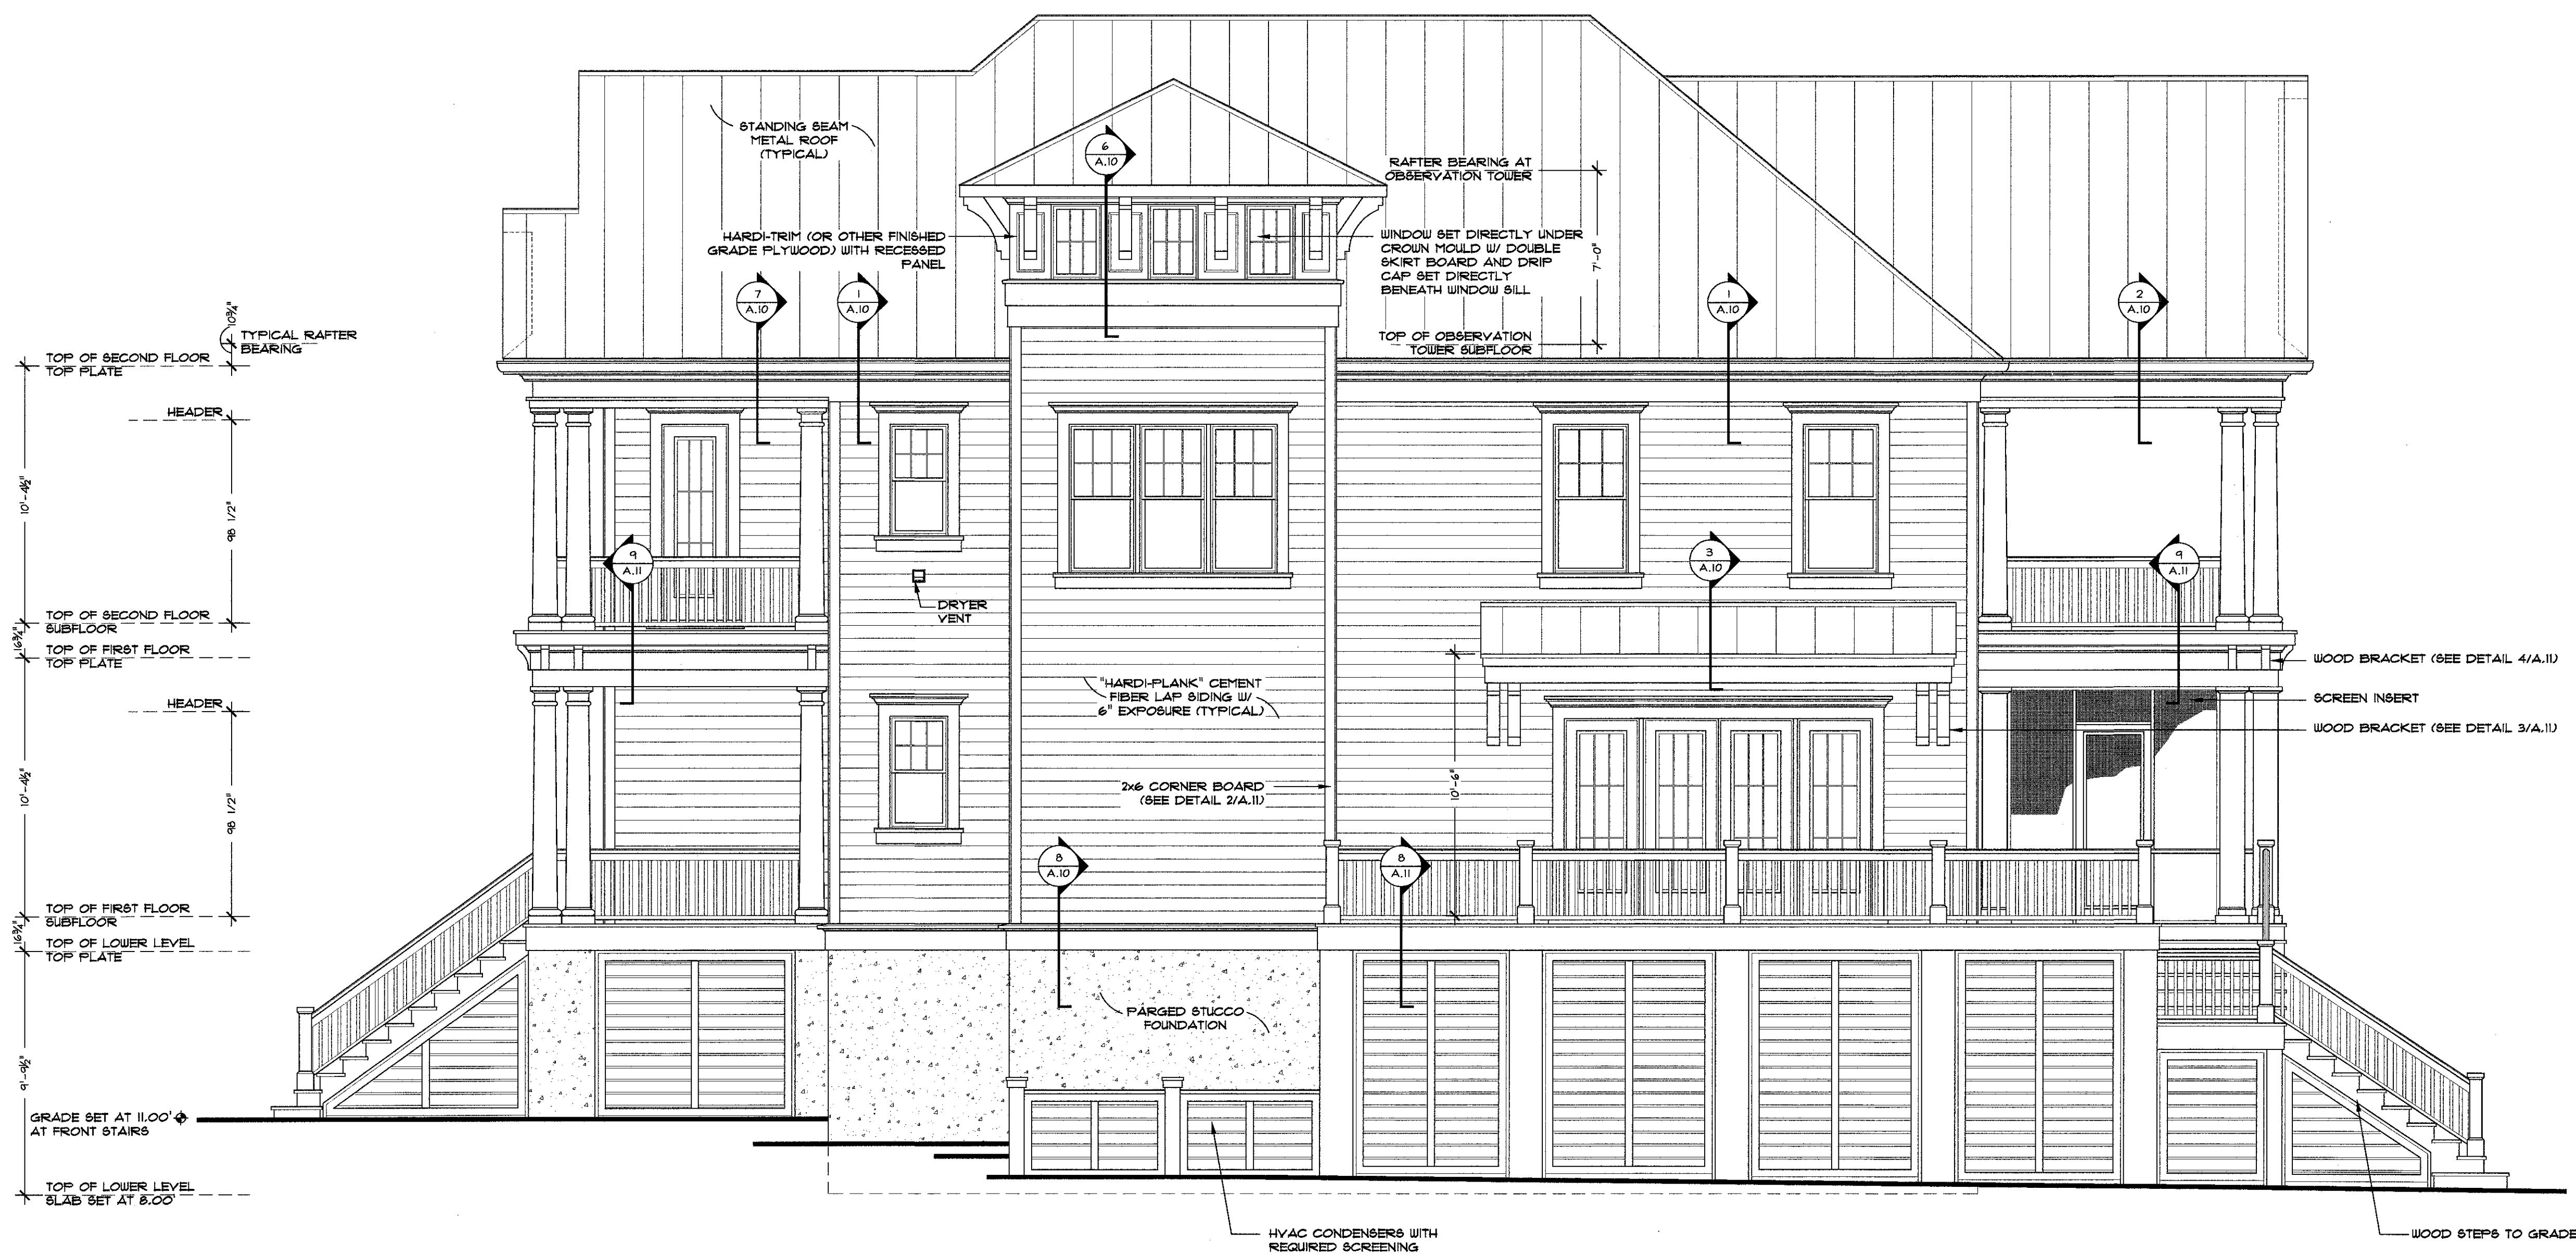 STANDING SEAM
METAL ROOF
(TYPICAL)
6
A.10
RAFTER BEARING AT
OBSERVATION TOWER
HARDI-TRIM (OR OTHER FINISHED
GRADE PLYWOOD) WITH RECESSED
PANEL
WINDOW SET DIRECTLY UNDER
CROWN MOULD W/ DOUBLE
SKIRT BOARD AND DRIP
CAP SET DIRECTLY
BENEATH WINDOW SILL
7'-0"
7
A.10
1
A.10
1
A.10
2
A.10
10¾"
TYPICAL RAFTER
BEARING
TOP OF OBSERVATION
TOWER SUBFLOOR
TOP OF SECOND FLOOR
TOP PLATE
HEADER
10'-4½"
98 1/2"
9
A.11
3
A.10
9
A.11
DRYER
VENT
TOP OF SECOND FLOOR
SUBFLOOR
16¾"
TOP OF FIRST FLOOR
TOP PLATE
WOOD BRACKET (SEE DETAIL 4/A.11)
"HARDI-PLANK" CEMENT
FIBER LAP SIDING W/
6" EXPOSURE (TYPICAL)
SCREEN INSERT
HEADER
WOOD BRACKET (SEE DETAIL 3/A.11)
10'-4½"
98 1/2"
10'-6"
2x6 CORNER BOARD
(SEE DETAIL 2/A.11)
8
A.10
8
A.11
TOP OF FIRST FLOOR
SUBFLOOR
16¾"
TOP OF LOWER LEVEL
TOP PLATE
PARGED STUCCO
FOUNDATION
9'-9½"
GRADE SET AT 11.00'
AT FRONT STAIRS
TOP OF LOWER LEVEL
SLAB SET AT 8.00'
HVAC CONDENSERS WITH
REQUIRED SCREENING
WOOD STEPS TO GRADE